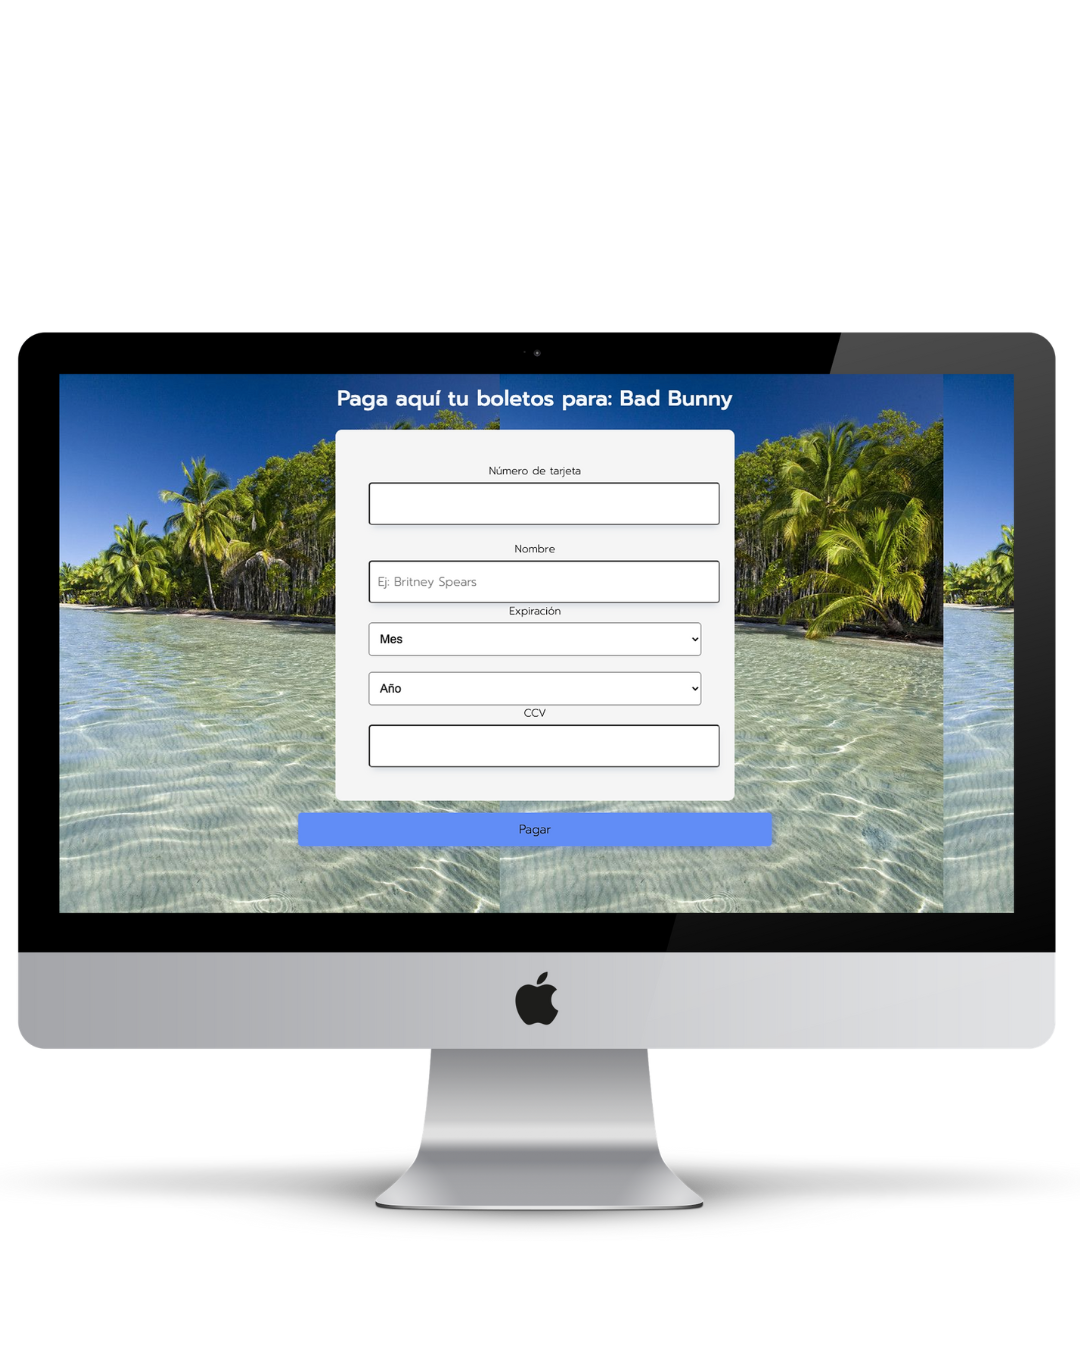 Paga aquí tu boletos para: Bad Bunny
Número de tarjeta
Nombre
Ej: Britney Spears
Expiración
Mes
Año
CCV
Pagar